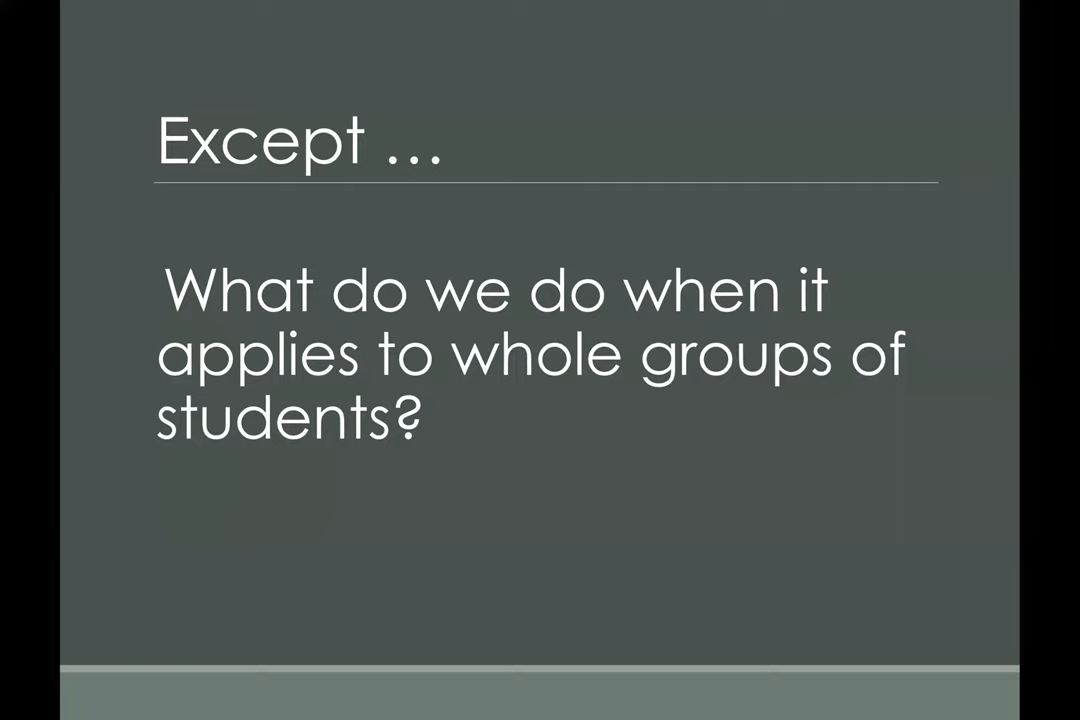 Except ...
What do we do when it
applies to whole groups of
students?